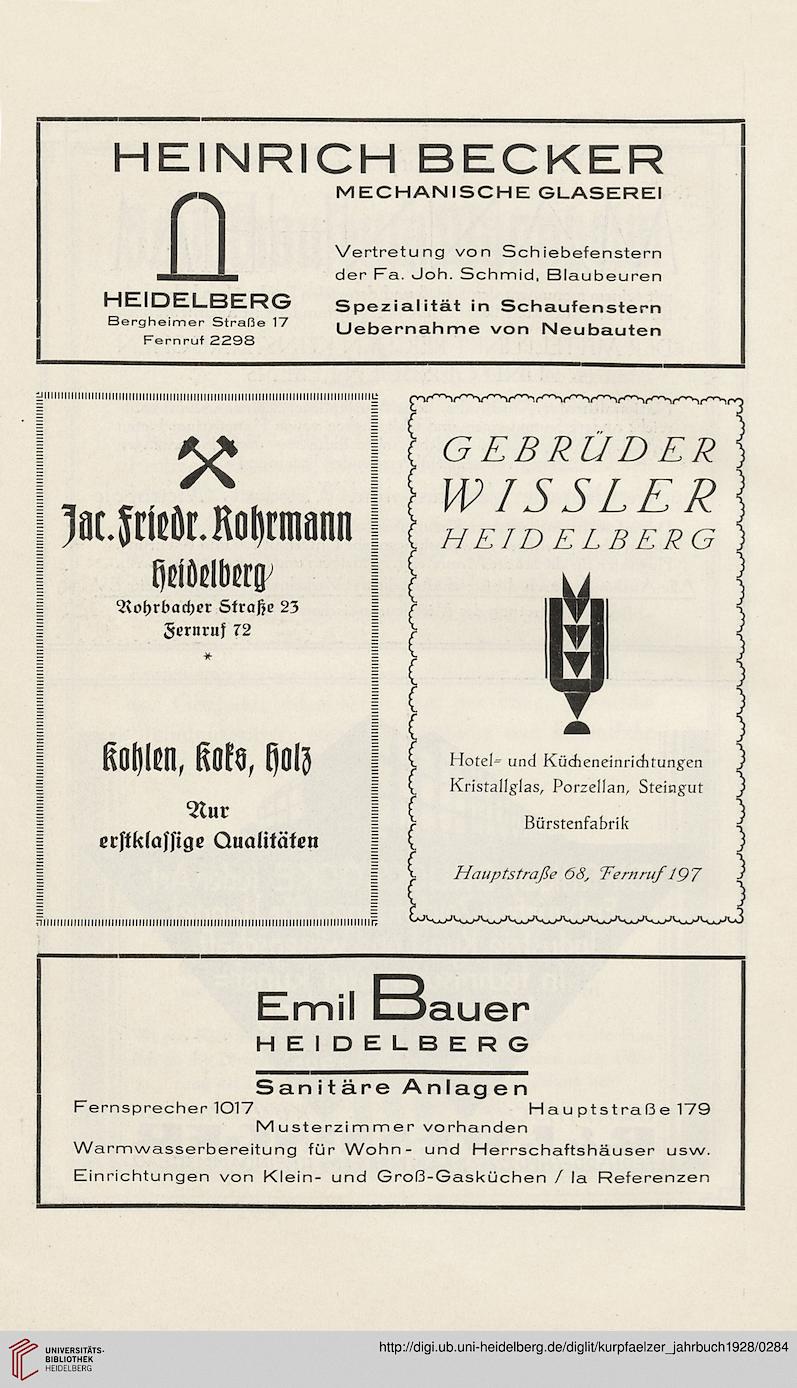 HEINRICH BECKER
MECHANISCHE GLASEREI
Vertretung von Schiebefenstern
der Fa. Joh. Schmid, Blaubeuren
HEIDELBERG
Bergheimer Straße 17
Fernruf 2298
Spezialität in Schaufenstern
Uebernahme von Neubauten
Jac. Friedr. Rohrmann
Heidelberg
Rohrbacher Straße 23
Fernruf 72
*
Kohlen, Koks, Holz
Nur
erstklassige Qualitäten
GEBRÜDER
WISSLER
HEIDELBERG
Hotel- und Kücheneinrichtungen
Kristallglas, Porzellan, Steingut
Bürstenfabrik
Hauptstraße 68, Fernruf 197
Emil Bauer
HEIDELBERG
Sanitäre Anlagen
Fernsprecher 1017 Hauptstraße 179
Musterzimmer vorhanden
Warmwasserbereitung für Wohn- und Herrschaftshäuser usw.
Einrichtungen von Klein- und Groß-Gasküchen / Ia Referenzen
UNIVERSITÄTS-
BIBLIOTHEK
HEIDELBERG
http://digi.ub.uni-heidelberg.de/diglit/kurpfaelzer_jahrbuch1928/0284